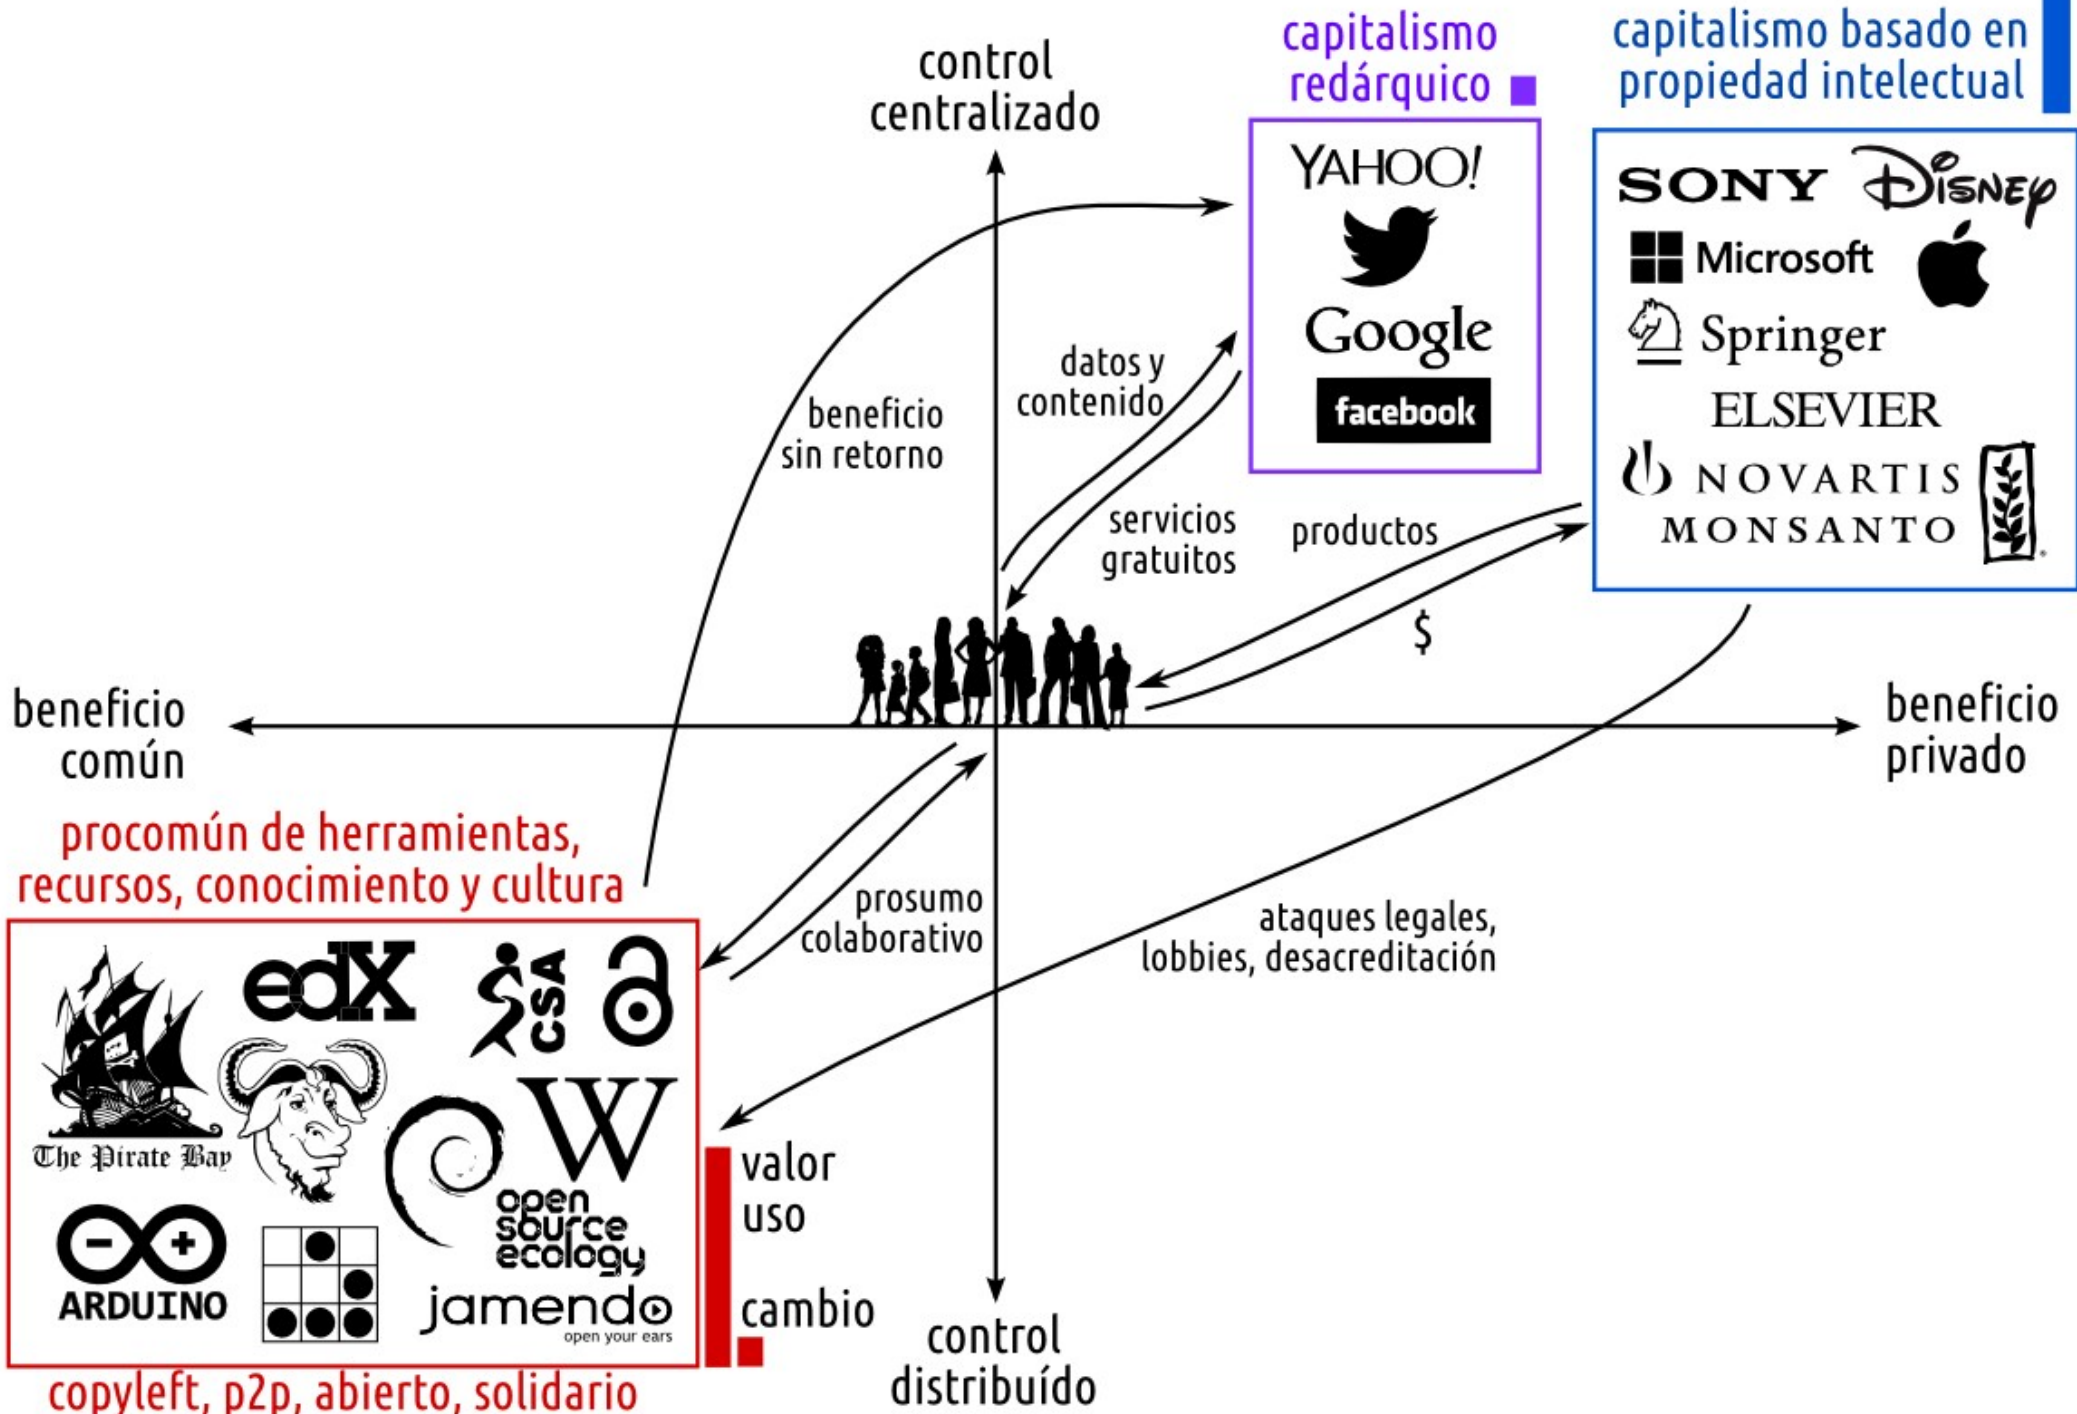 control
centralizado
capitalismo
redárquico
capitalismo basado en
propiedad intelectual
YAHOO!
Google
facebook
SONY DISNEY
Microsoft
Springer
ELSEVIER
NOVARTIS
MONSANTO
beneficio
sin retorno
datos y
contenido
servicios
gratuitos
productos
$
beneficio
común
beneficio
privado
procomún de herramientas,
recursos, conocimiento y cultura
prosumo
colaborativo
ataques legales,
lobbies, desacreditación
edX
CSA
The Pirate Bay
W
open
source
ecology
ARDUINO
jamendo
open your ears
valor
uso
cambio
control
distribuído
copyleft, p2p, abierto, solidario